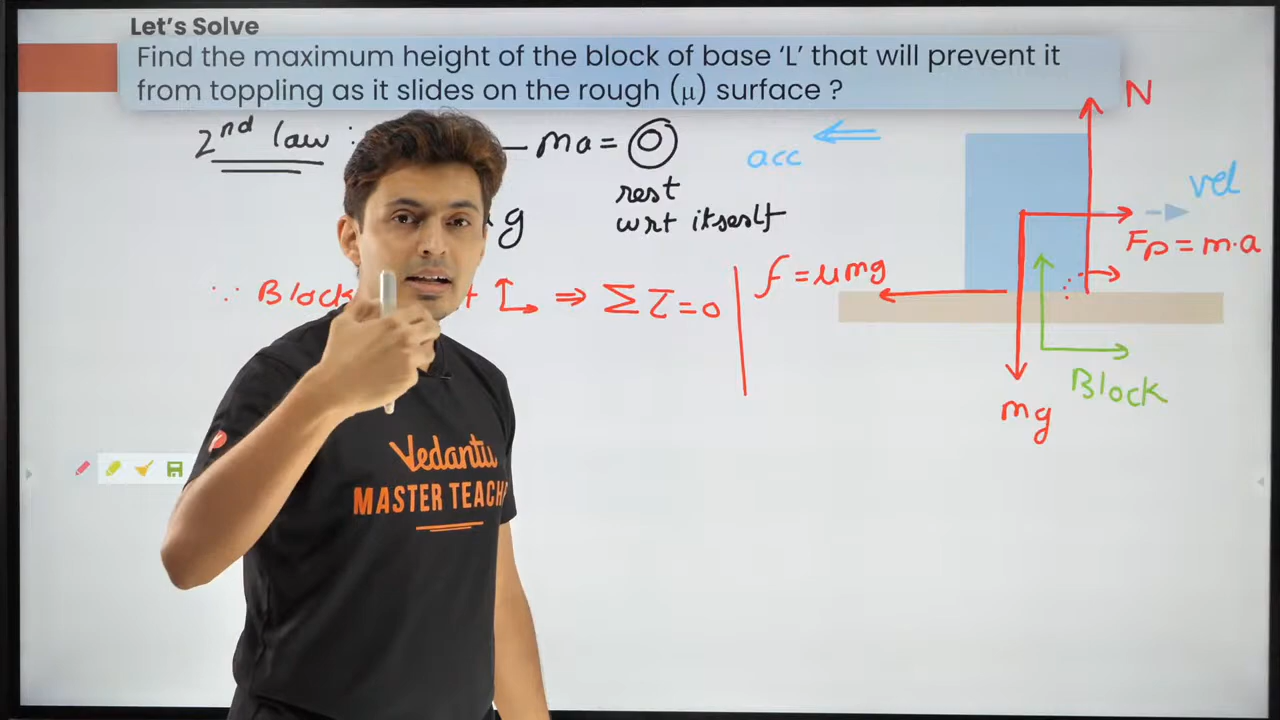 Let's Solve
Find the maximum height of the block of base 'L' that will prevent it
from toppling as it slides on the rough (μ) surface ?
2nd law :
— ma = 0
rest
wrt itself
g
∵ Block
⇒ Στ=0
f = μmg
acc
N
vel
Fp = m.a
Block
mg
Vedantu
MASTER TEACH